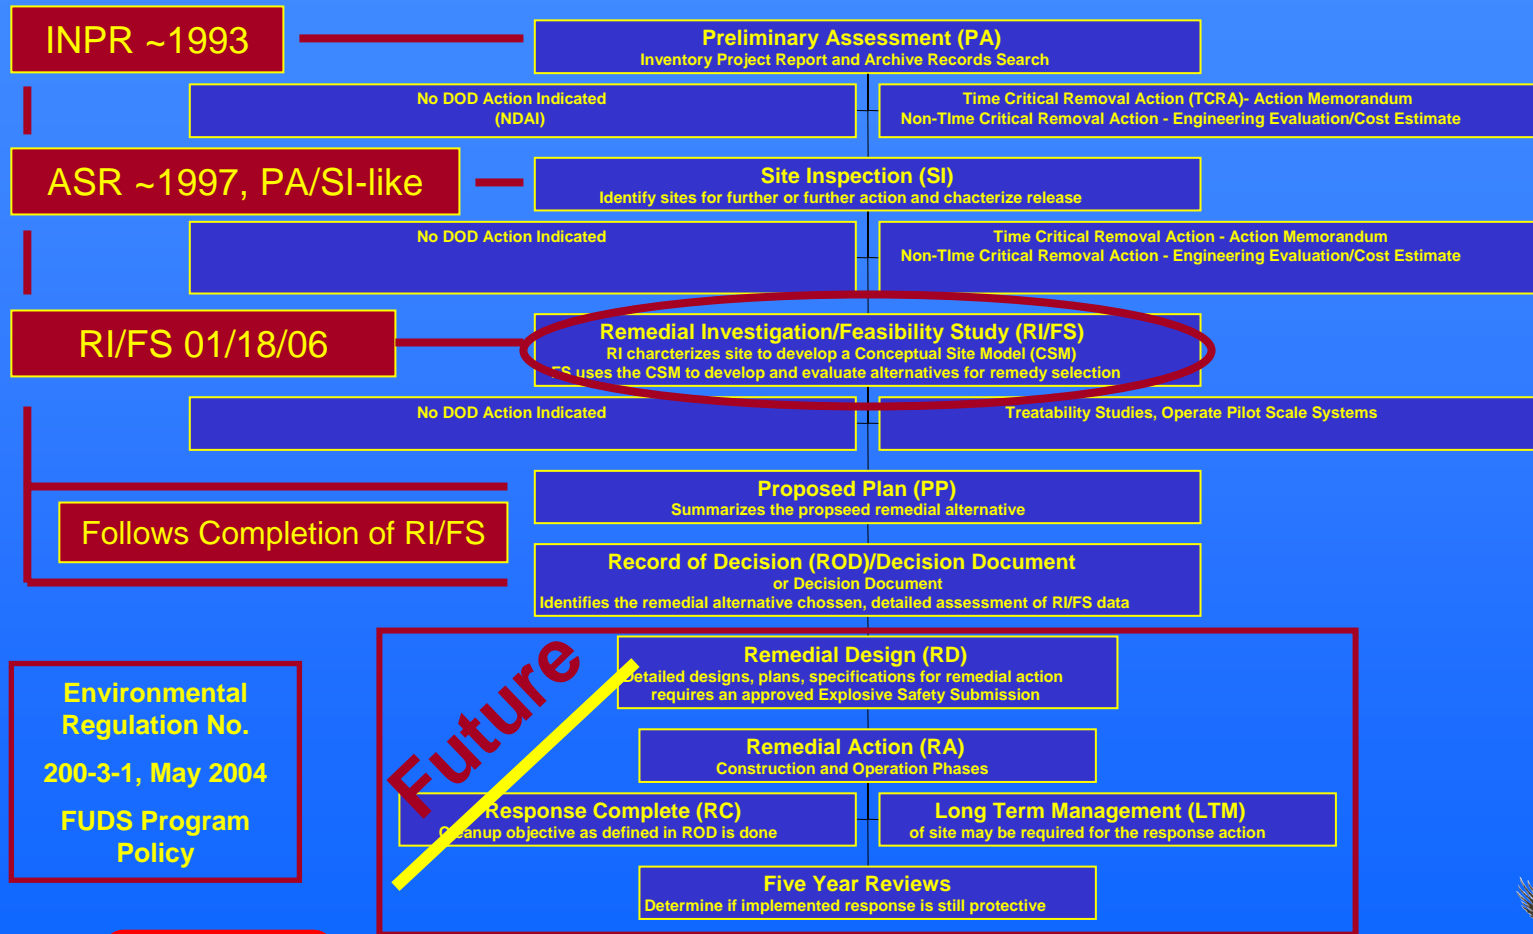 INPR ~1993
Preliminary Assessment (PA)
Inventory Project Report and Archive Records Search
No DOD Action Indicated
(NDAI)
Time Critical Removal Action (TCRA)- Action Memorandum
Non-TIme Critical Removal Action - Engineering Evaluation/Cost Estimate
ASR ~1997, PA/SI-like
Site Inspection (SI)
Identify sites for further or further action and chacterize release
No DOD Action Indicated
Time Critical Removal Action - Action Memorandum
Non-TIme Critical Removal Action - Engineering Evaluation/Cost Estimate
RI/FS 01/18/06
Remedial Investigation/Feasibility Study (RI/FS)
RI charcterizes site to develop a Conceptual Site Model (CSM)
FS uses the CSM to develop and evaluate alternatives for remedy selection
No DOD Action Indicated
Treatability Studies, Operate Pilot Scale Systems
Proposed Plan (PP)
Summarizes the propseed remedial alternative
Follows Completion of RI/FS
Record of Decision (ROD)/Decision Document
or Decision Document
Identifies the remedial alternative chossen, detailed assessment of RI/FS data
Future
Remedial Design (RD)
Detailed designs, plans, specifications for remedial action
requires an approved Explosive Safety Submission
Remedial Action (RA)
Construction and Operation Phases
Response Complete (RC)
Cleanup objective as defined in ROD is done
Long Term Management (LTM)
of site may be required for the response action
Five Year Reviews
Determine if implemented response is still protective
Environmental
Regulation No.
200-3-1, May 2004
FUDS Program
Policy